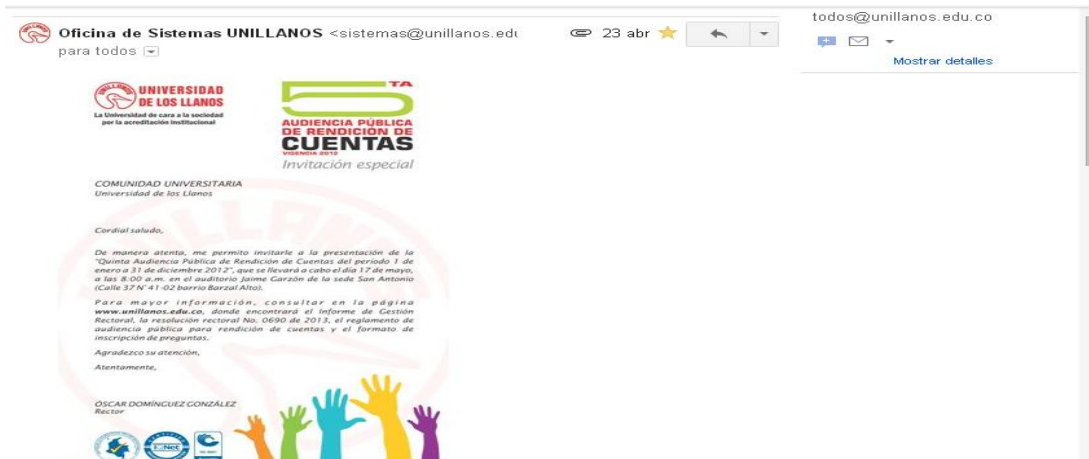 Oficina de Sistemas UNILLANOS <sistemas@unillanos.edu
23 abr
para todos
todos@unillanos.edu.co
Mostrar detalles
UNIVERSIDAD
DE LOS LLANOS
La Universidad de cara a la sociedad
por la acreditación institucional
5TA
AUDIENCIA PÚBLICA
DE RENDICIÓN DE
CUENTAS
VIGENCIA 2012
Invitación especial
COMUNIDAD UNIVERSITARIA
Universidad de los Llanos
Cordial saludo,
De manera atenta, me permito invitarle a la presentación de la
"Quinta Audiencia Pública de Rendición de Cuentas del período 1 de
enero a 31 de diciembre 2012", que se llevará a cabo el día 17 de mayo,
a las 8:00 a.m. en el auditorio Jaime Garzón de la sede San Antonio
(Calle 37 N° 41-02 barrio Barzal Alto).
Para mayor información, consultar en la página
www.unillanos.edu.co, donde encontrará el Informe de Gestión
Rectoral, la resolución rectoral No. 0690 de 2013, el reglamento de
audiencia pública para rendición de cuentas y el formato de
inscripción de preguntas.
Agradezco su atención,
Atentamente,
ÓSCAR DOMÍNGUEZ GONZÁLEZ
Rector